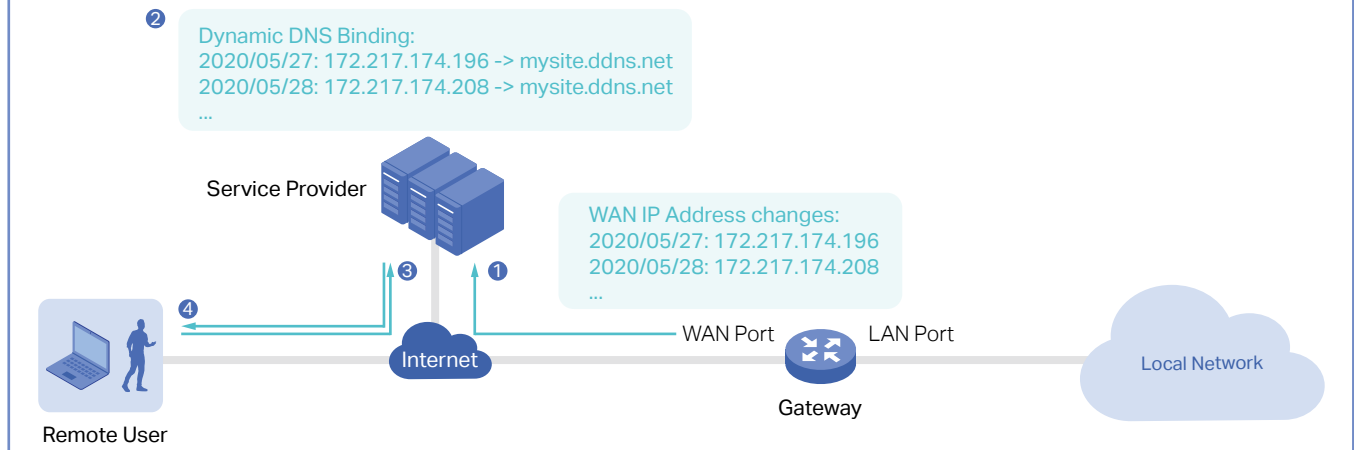 2
Dynamic DNS Binding:
2020/05/27: 172.217.174.196 -> mysite.ddns.net
2020/05/28: 172.217.174.208 -> mysite.ddns.net
...
Service Provider
WAN IP Address changes:
2020/05/27: 172.217.174.196
2020/05/28: 172.217.174.208
...
3
1
4
WAN Port
LAN Port
Internet
Local Network
Gateway
Remote User